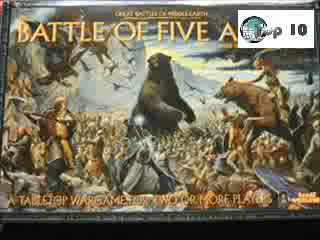 GREAT BATTLES OF MIDDLE-EARTH
BATTLE OF FIVE A
p 10
A TABLETOP WARGAME FOR TWO OR MORE PLAYERS